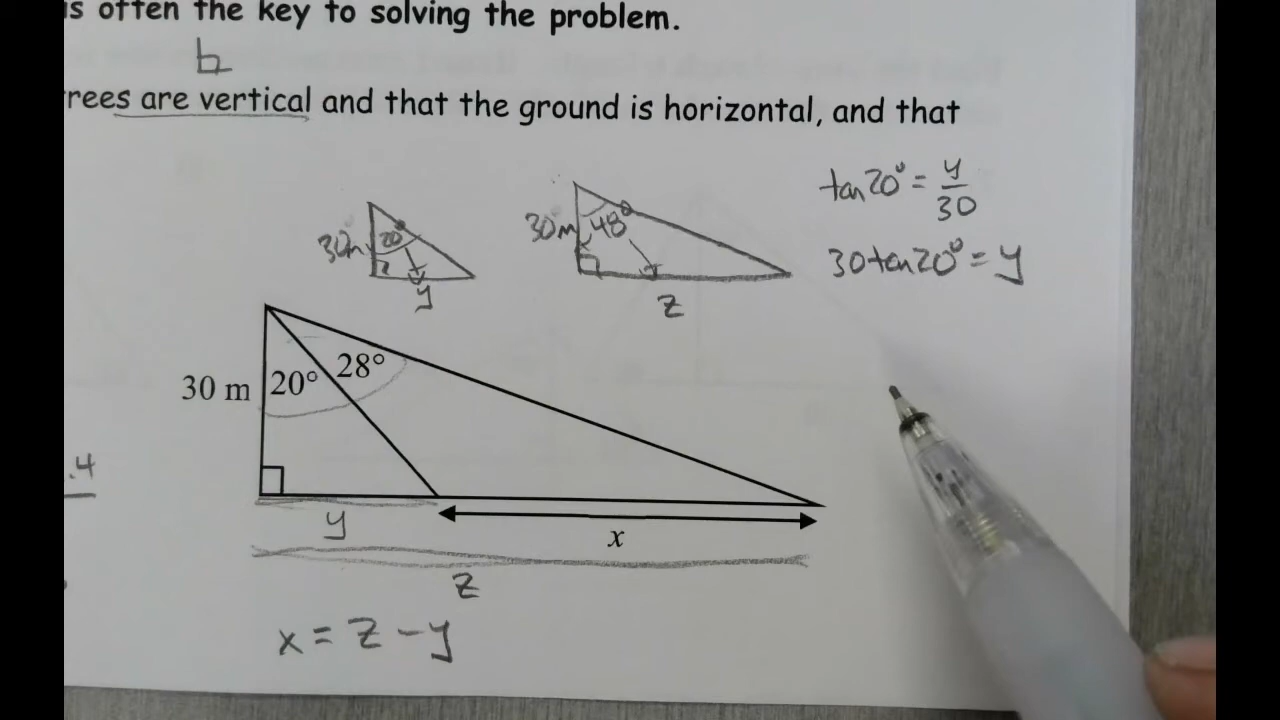 is often the key to solving the problem.
b
rees are vertical and that the ground is horizontal, and that
tan20° = y/30
30tan20° = y
30m 20° y
30m 48° z
30 m 20° 28°
.4
y
x
z
x = z - y